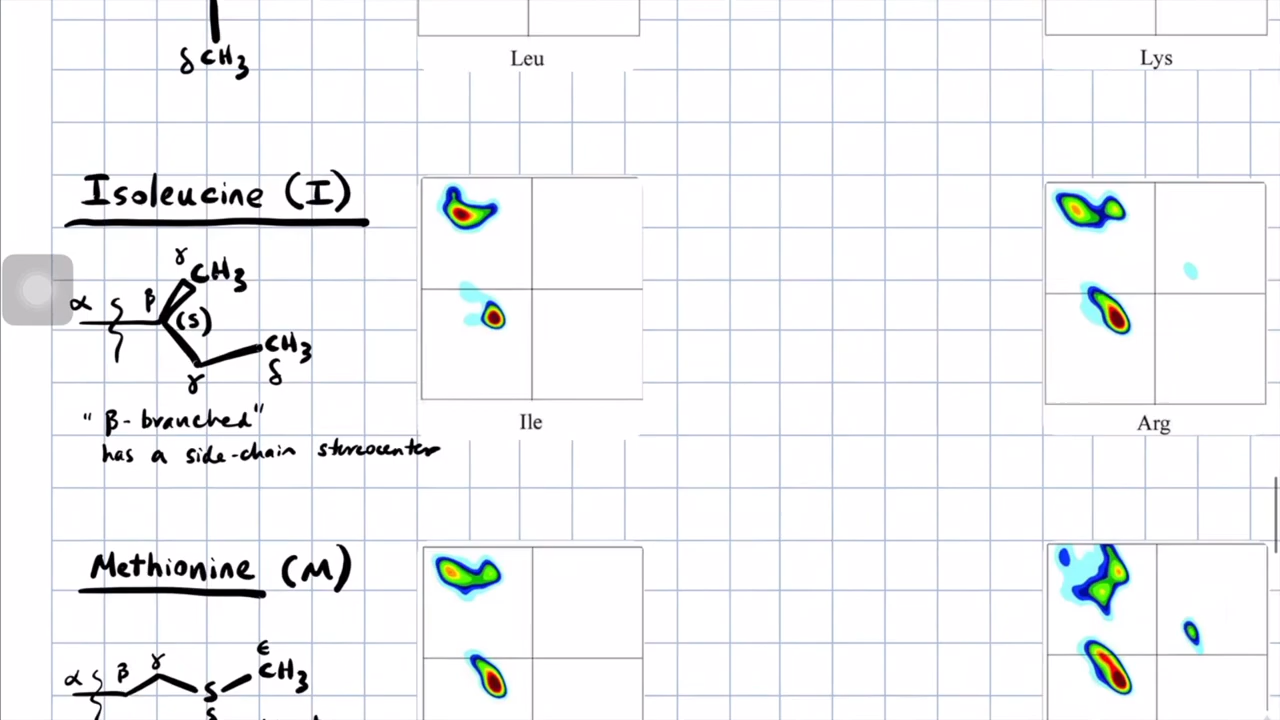 δ CH3
Leu
Lys
Isoleucine (I)
γ
CH3
α
β
(S)
CH3
δ
γ
"β-branched"
has a side-chain stereocenter
Ile
Arg
Methionine (M)
ε
CH3
α
β
γ
S